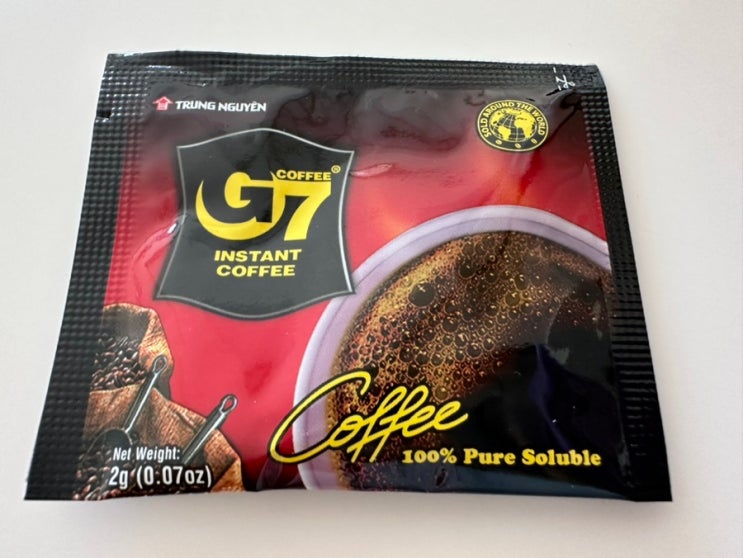 TRUNG NGUYÊN
SOLD AROUND THE WORLD
COFFEE®
G7
INSTANT
COFFEE
Coffee
100% Pure Soluble
Net Weight:
2g (0.07oz)